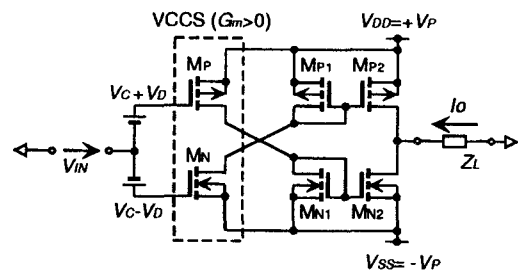 VCCS (Gm>0)
VDD=+VP
MP
MP1
MP2
VC+VD
IO
VIN
ZL
MN
VC-VD
MN1
MN2
VSS= -VP